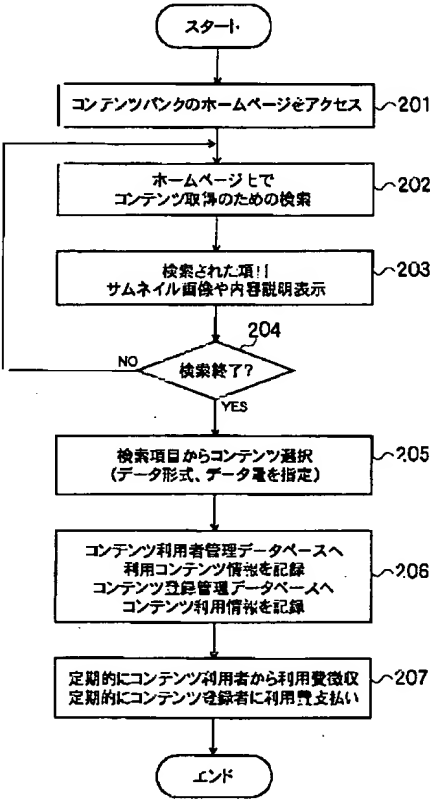 スタート
コンテンツバンクのホームページをアクセス
201
ホームページ上で
コンテンツ取得のための検索
202
検索された項目
サムネイル画像や内容説明表示
203
204
検索終了?
NO
YES
検索項目からコンテンツ選択
(データ形式、データ量を指定)
205
コンテンツ利用者管理データベースへ
利用コンテンツ情報を記録
コンテンツ登録管理データベースへ
コンテンツ利用情報を記録
206
定期的にコンテンツ利用者から利用費徴収
定期的にコンテンツ登録者に利用費支払い
207
エンド